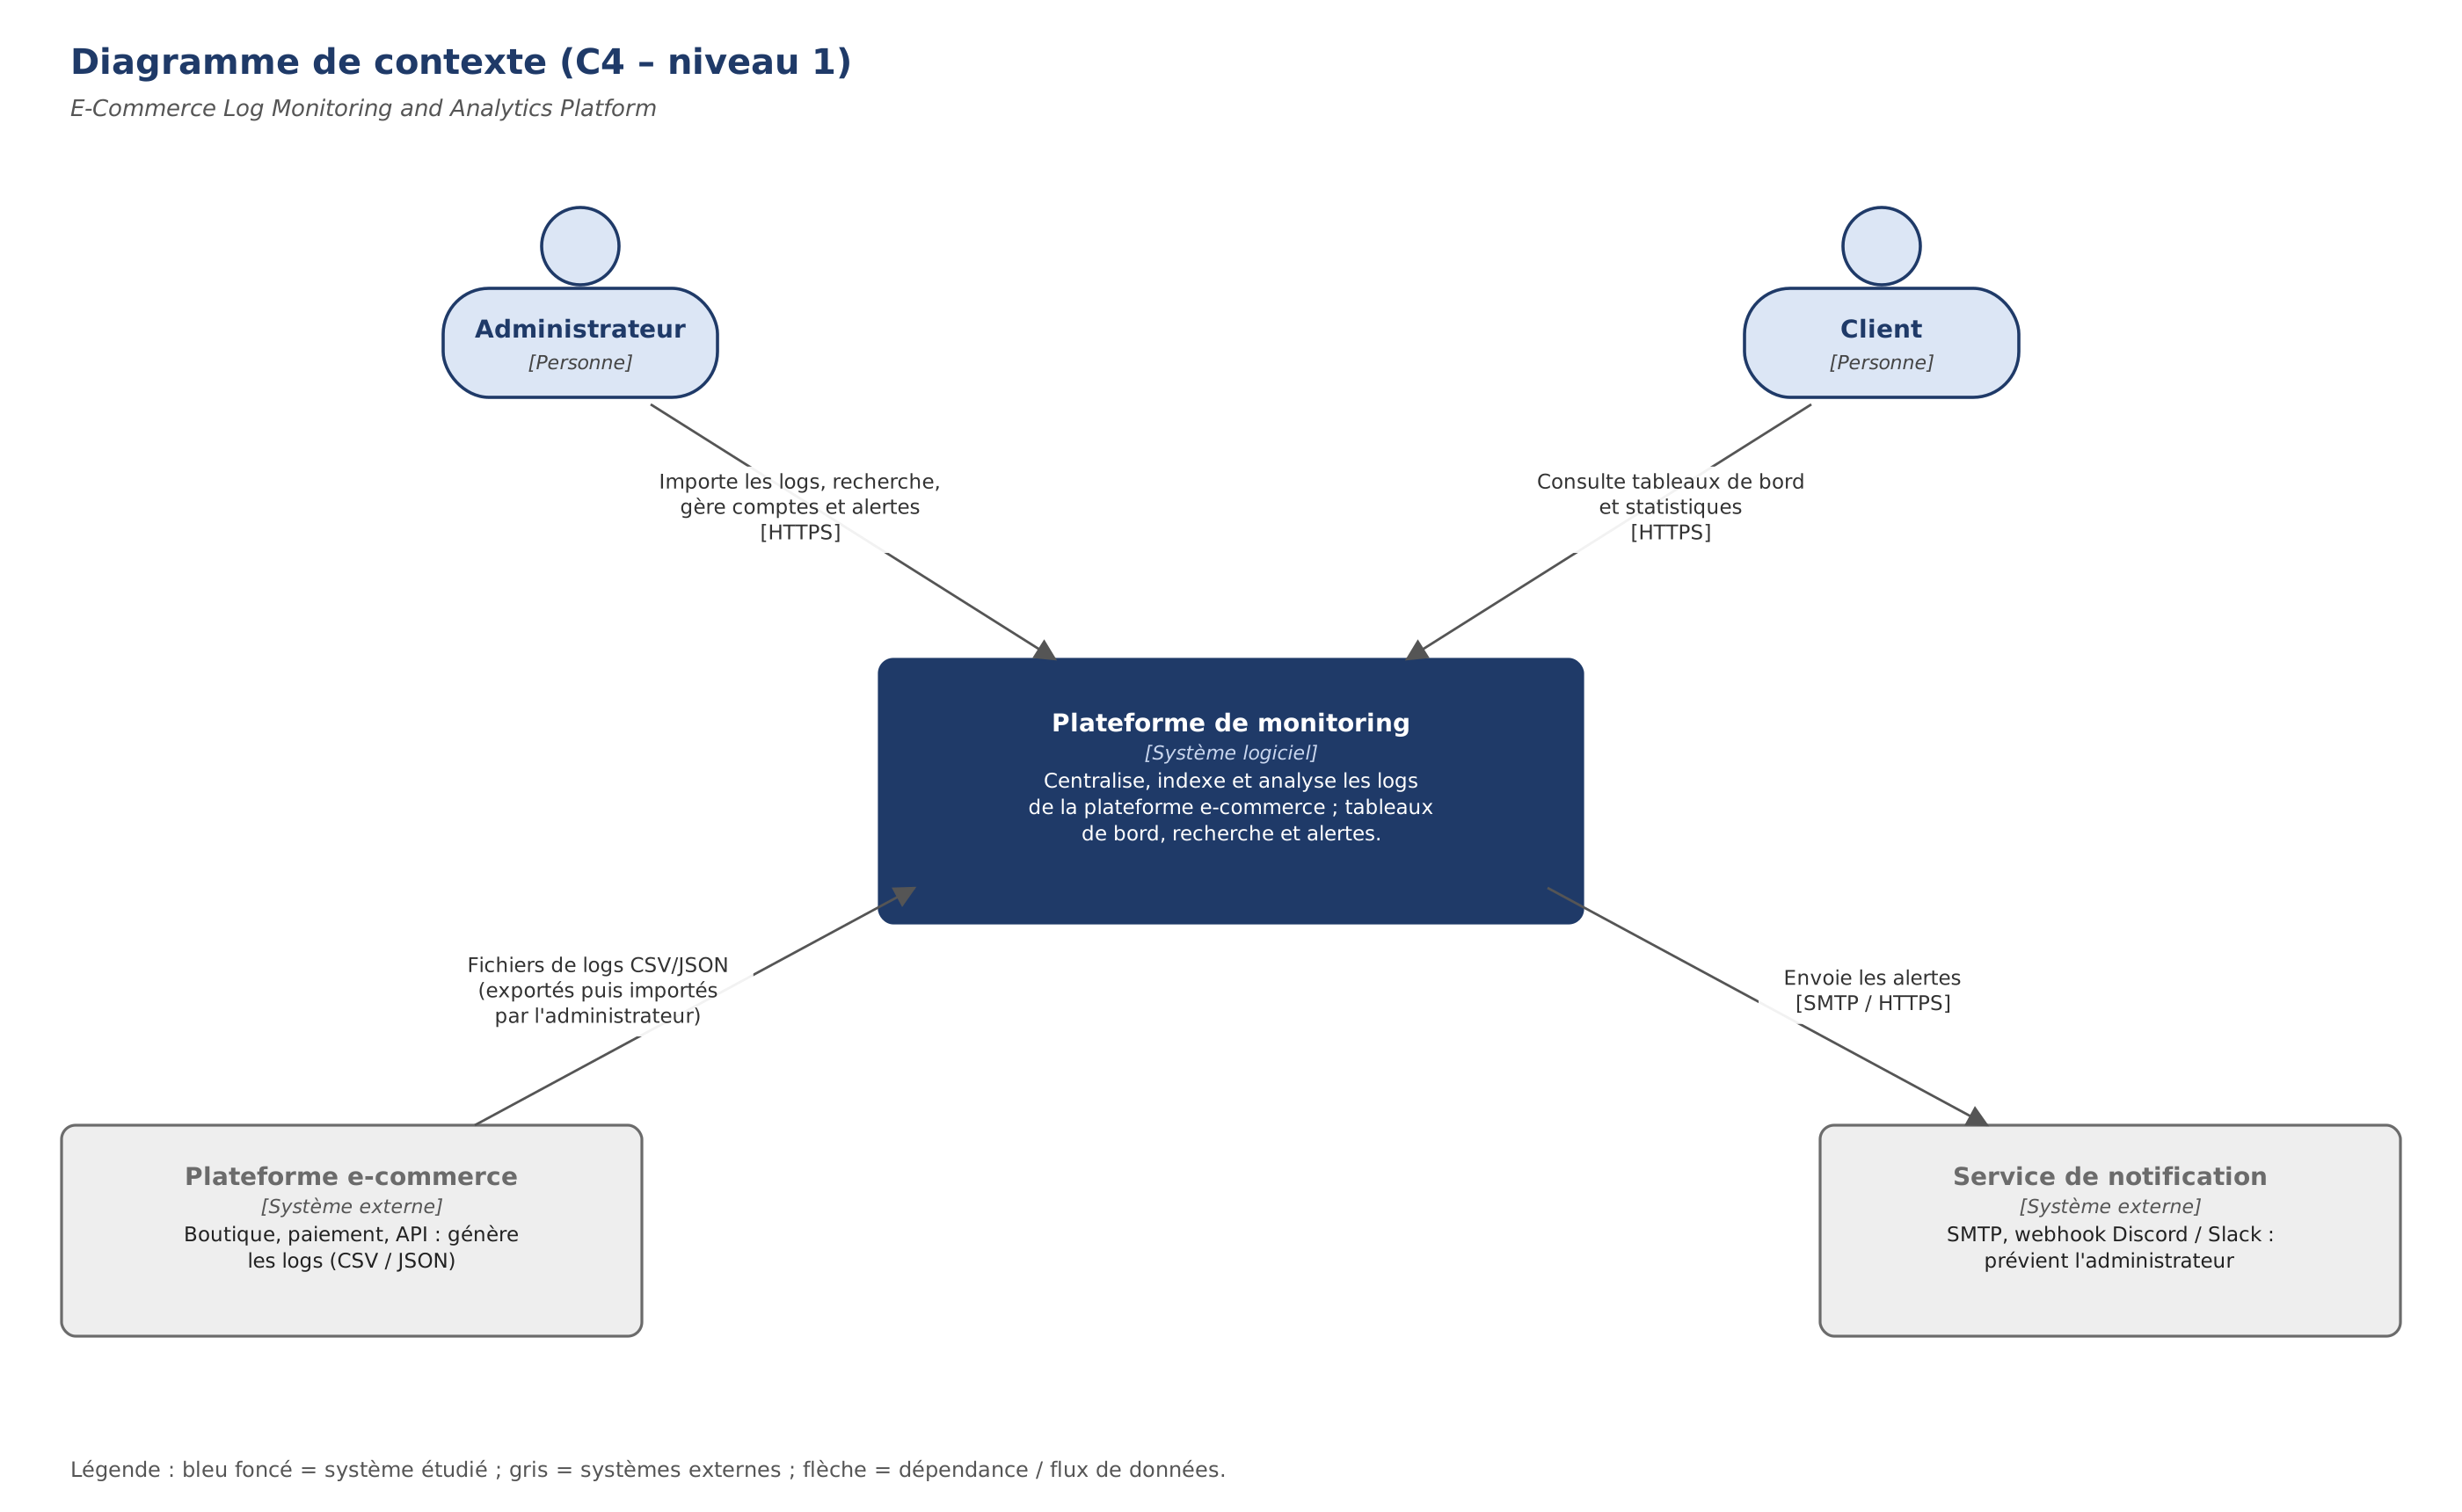 Diagramme de contexte (C4 – niveau 1)
E-Commerce Log Monitoring and Analytics Platform
Administrateur
[Personne]
Client
[Personne]
Importe les logs, recherche,
gère comptes et alertes
[HTTPS]
Consulte tableaux de bord
et statistiques
[HTTPS]
Plateforme de monitoring
[Système logiciel]
Centralise, indexe et analyse les logs
de la plateforme e-commerce ; tableaux
de bord, recherche et alertes.
Fichiers de logs CSV/JSON
(exportés puis importés
par l'administrateur)
Envoie les alertes
[SMTP / HTTPS]
Plateforme e-commerce
[Système externe]
Boutique, paiement, API : génère
les logs (CSV / JSON)
Service de notification
[Système externe]
SMTP, webhook Discord / Slack :
prévient l'administrateur
Légende : bleu foncé = système étudié ; gris = systèmes externes ; flèche = dépendance / flux de données.